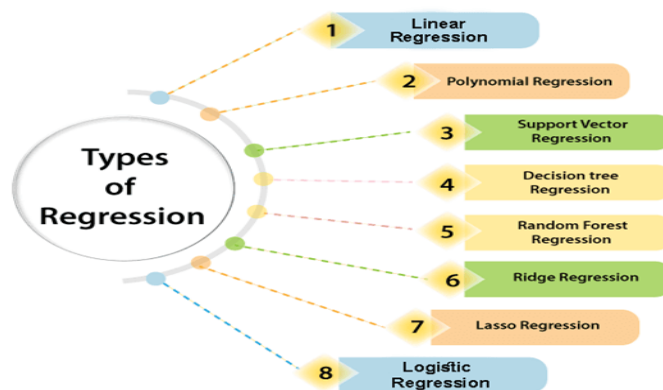 Types
of
Regression
1
Linear
Regression
2
Polynomial Regression
3
Support Vector
Regression
4
Decision tree
Regression
5
Random Forest
Regression
6
Ridge Regression
7
Lasso Regression
8
Logistic
Regression